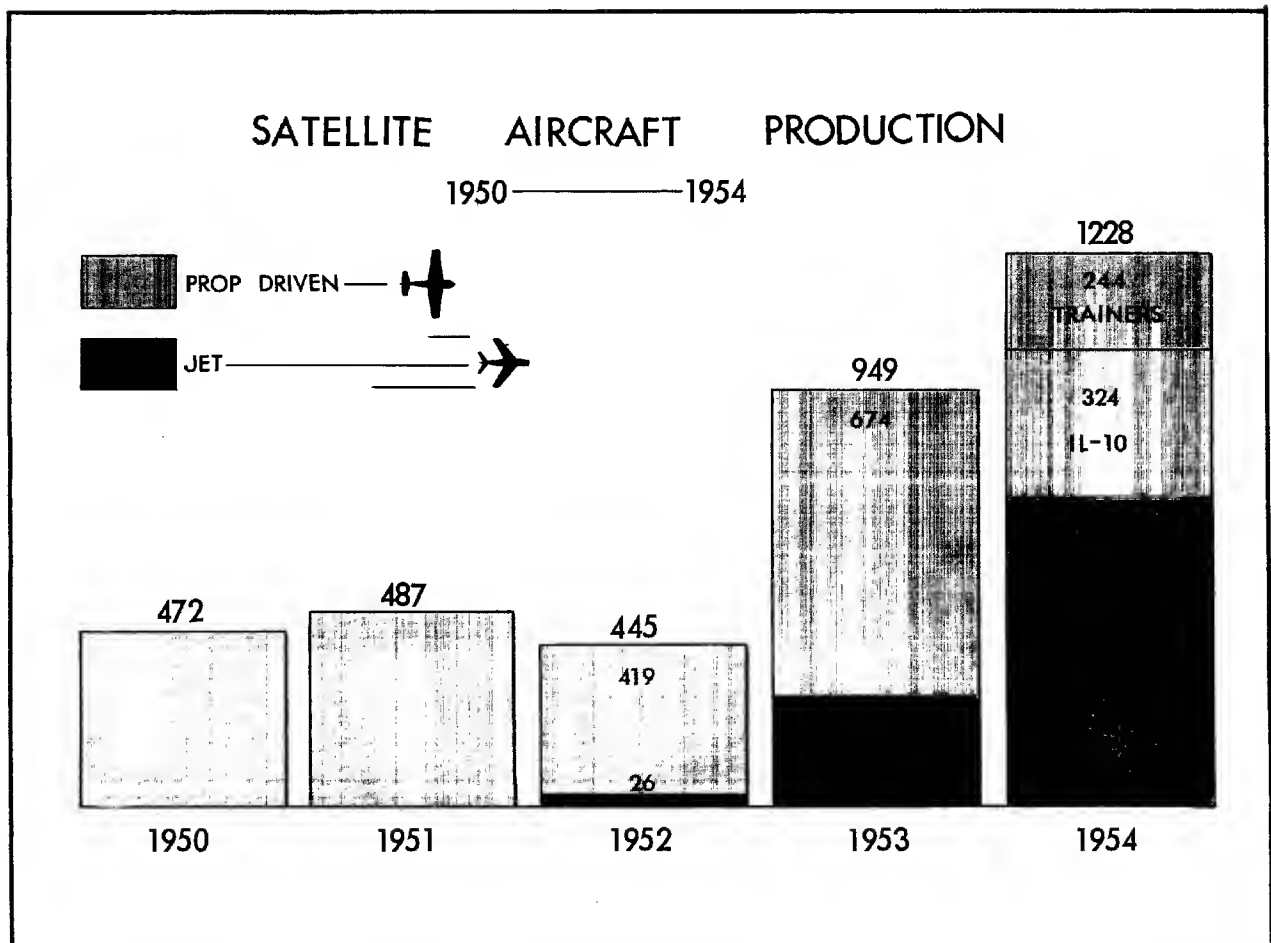 SATELLITE AIRCRAFT PRODUCTION
1950 — 1954
PROP DRIVEN
JET
472
487
445
419
26
949
674
1228
244
TRAINERS
324
IL-10
1950 1951 1952 1953 1954